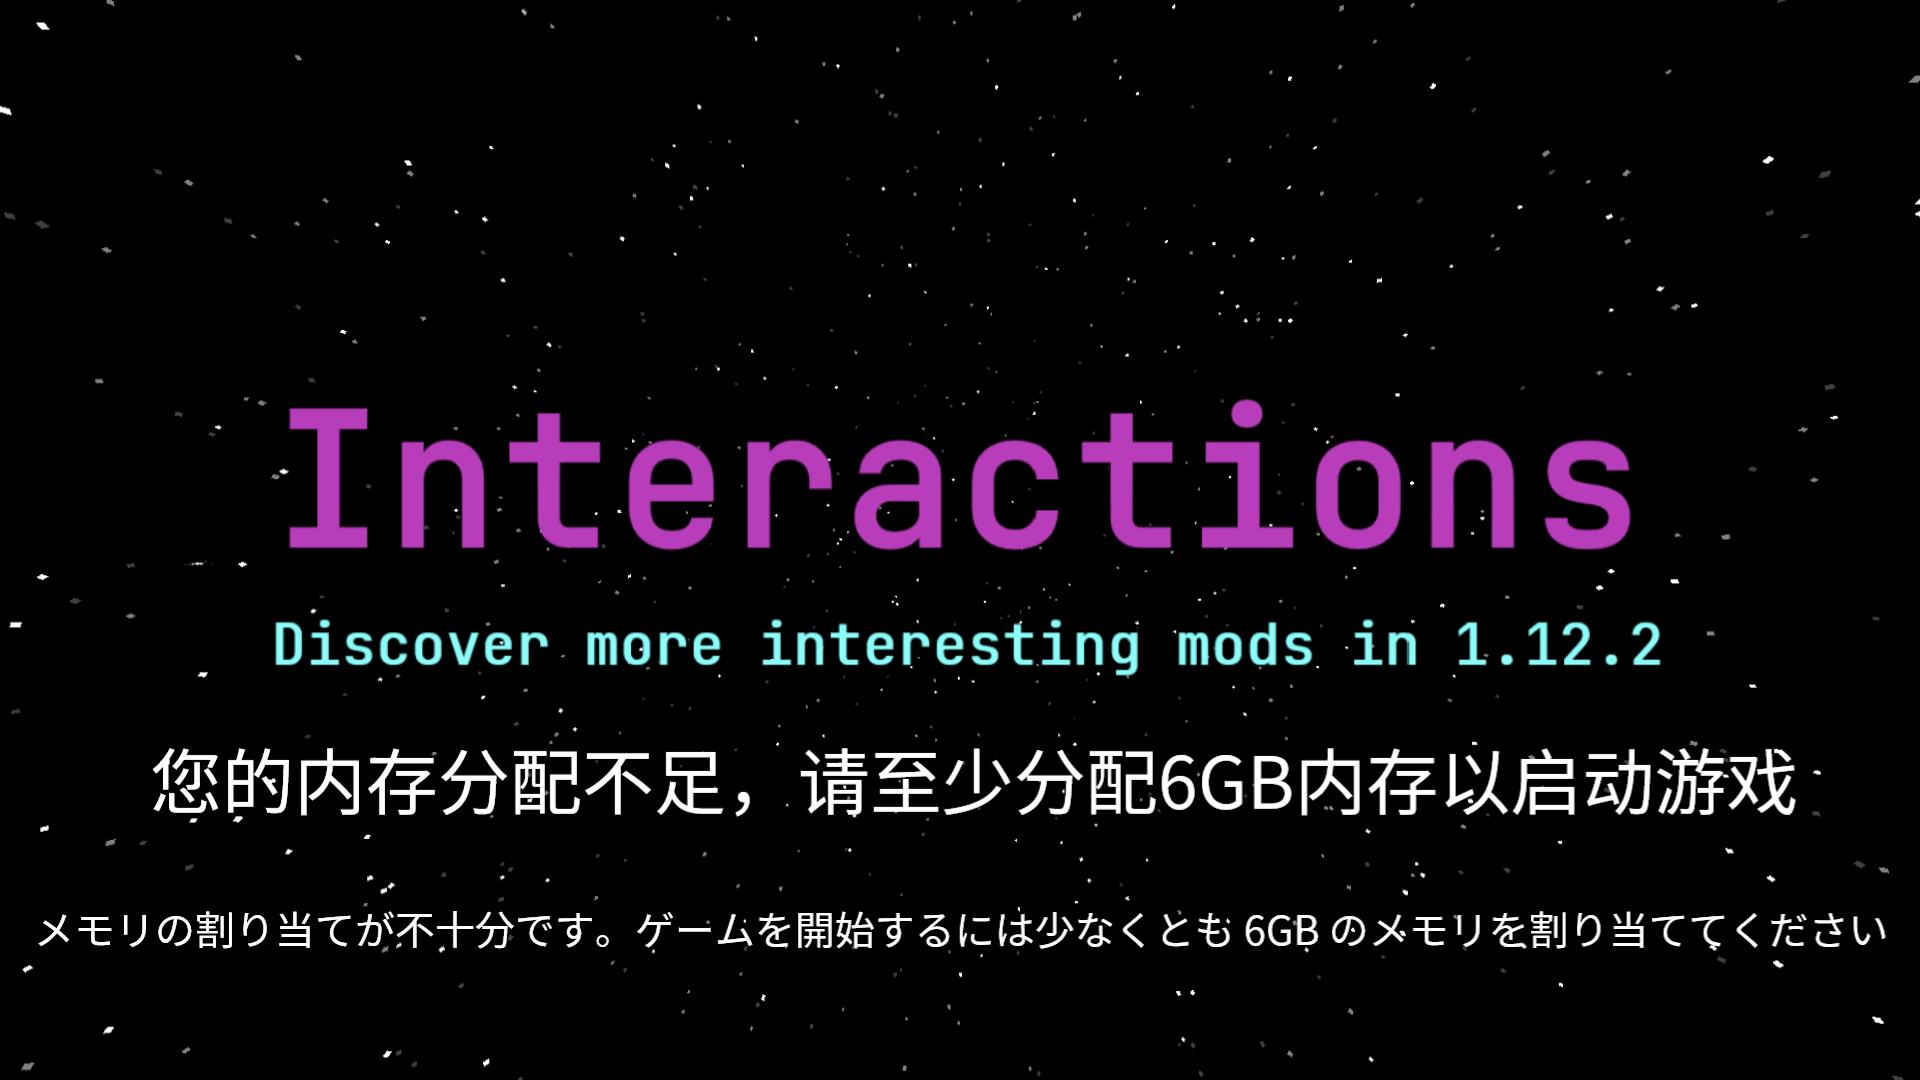 Interactions
Discover more interesting mods in 1.12.2
您的内存分配不足，请至少分配6GB内存以启动游戏
メモリの割り当てが不十分です。ゲームを開始するには少なくとも 6GB のメモリを割り当ててください